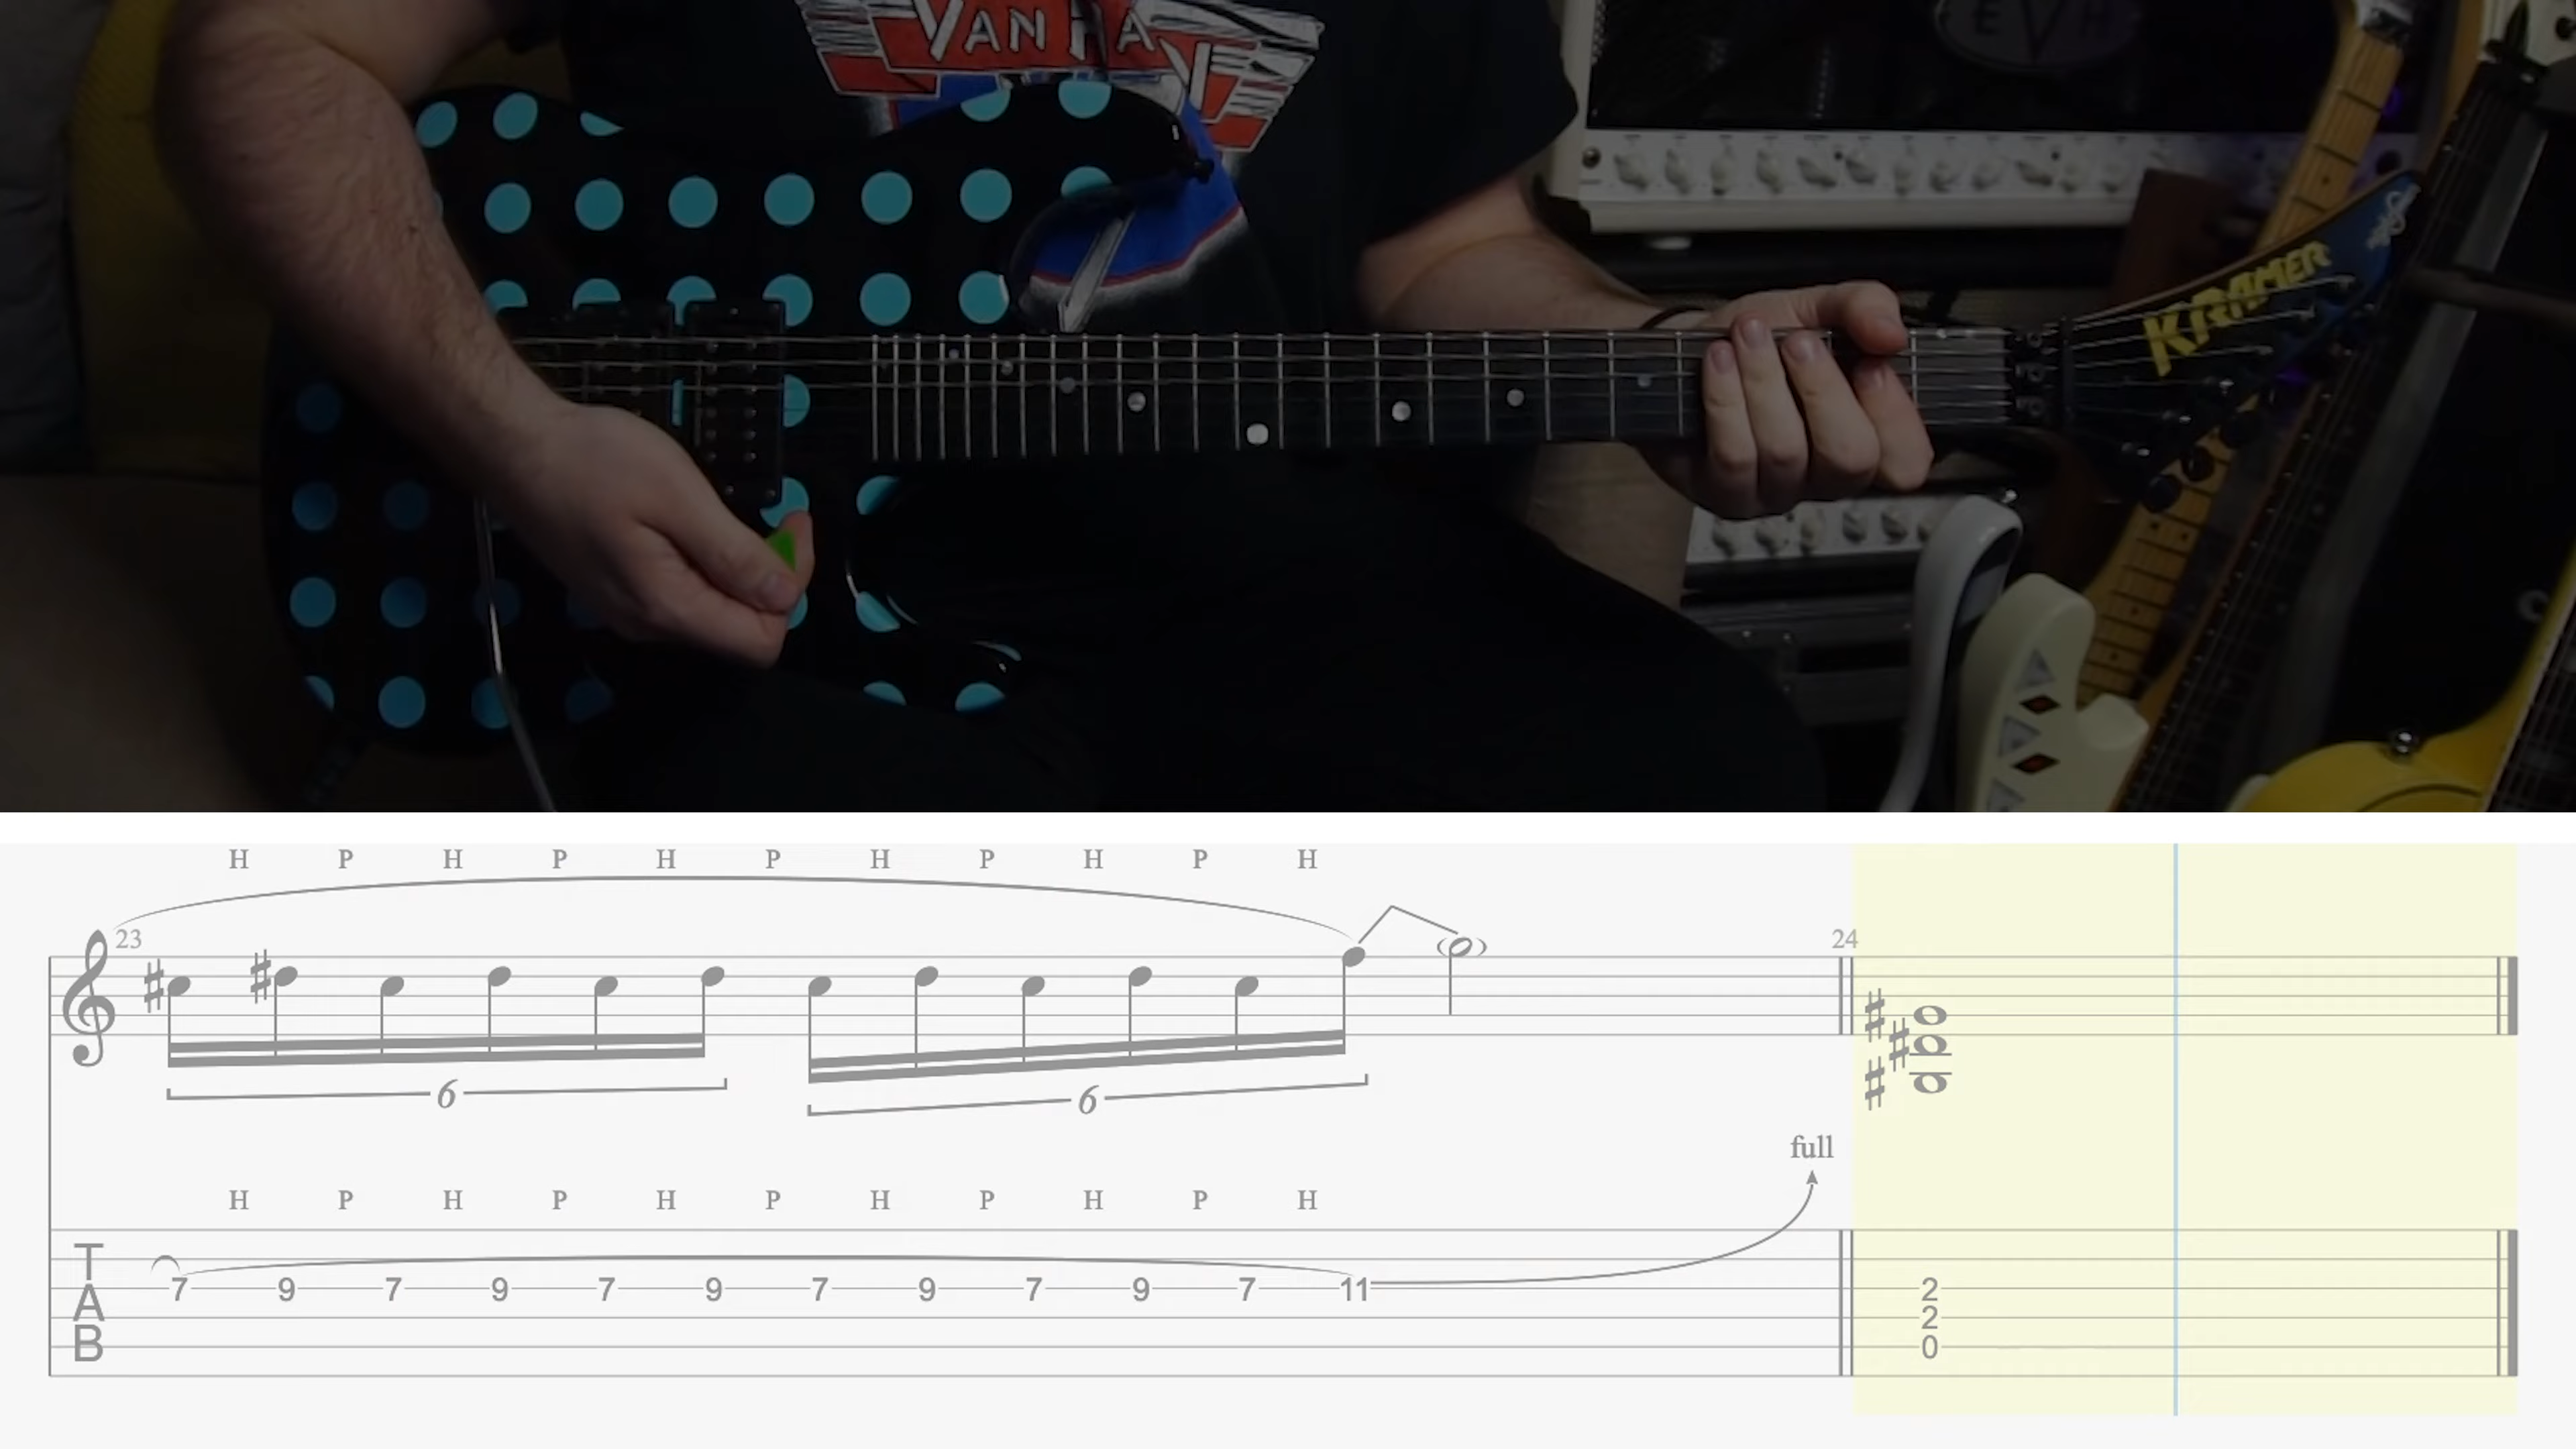 VAN HA
EVH
KRAMER
H P H P H P H P H P H
23
24
6
6
full
H P H P H P H P H P H
T
A
B
7 9 7 9 7 9 7 9 7 9 7 11
2
2
0